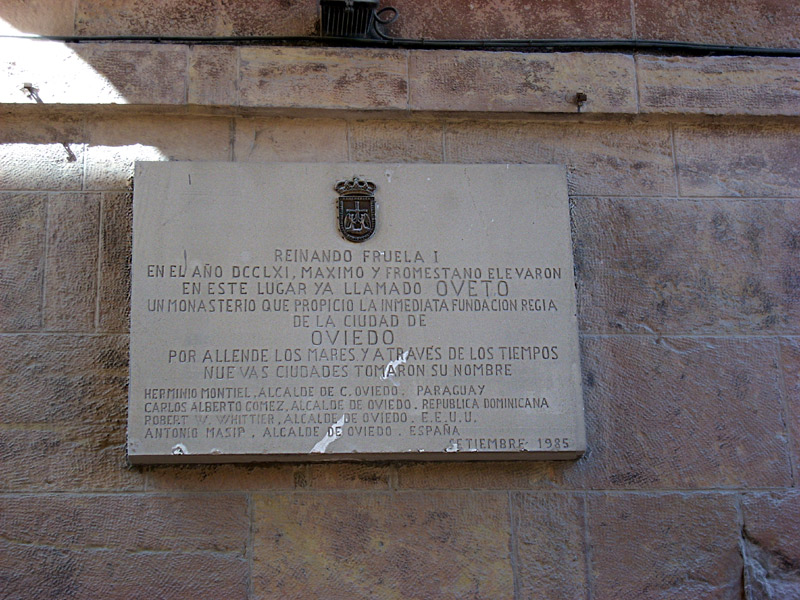 REINANDO FRUELA I
EN EL AÑO DCCLXI, MAXIMO Y FROMESTANO ELEVARON
EN ESTE LUGAR YA LLAMADO OVETO
UN MONASTERIO QUE PROPICIO LA INMEDIATA FUNDACION REGIA
DE LA CIUDAD DE
OVIEDO
POR ALLENDE LOS MARES Y A TRAVÉS DE LOS TIEMPOS
NUEVAS CIUDADES TOMARON SU NOMBRE
HERMINIO MONTIEL, ALCALDE DE C. OVIEDO. PARAGUAY
CARLOS ALBERTO GOMEZ, ALCALDE DE OVIEDO. REPUBLICA DOMINICANA
ROBERT W. WHITTIER, ALCALDE DE OVIEDO. E.E.U.U.
ANTONIO MASIP. ALCALDE DE OVIEDO. ESPAÑA
SETIEMBRE 1985